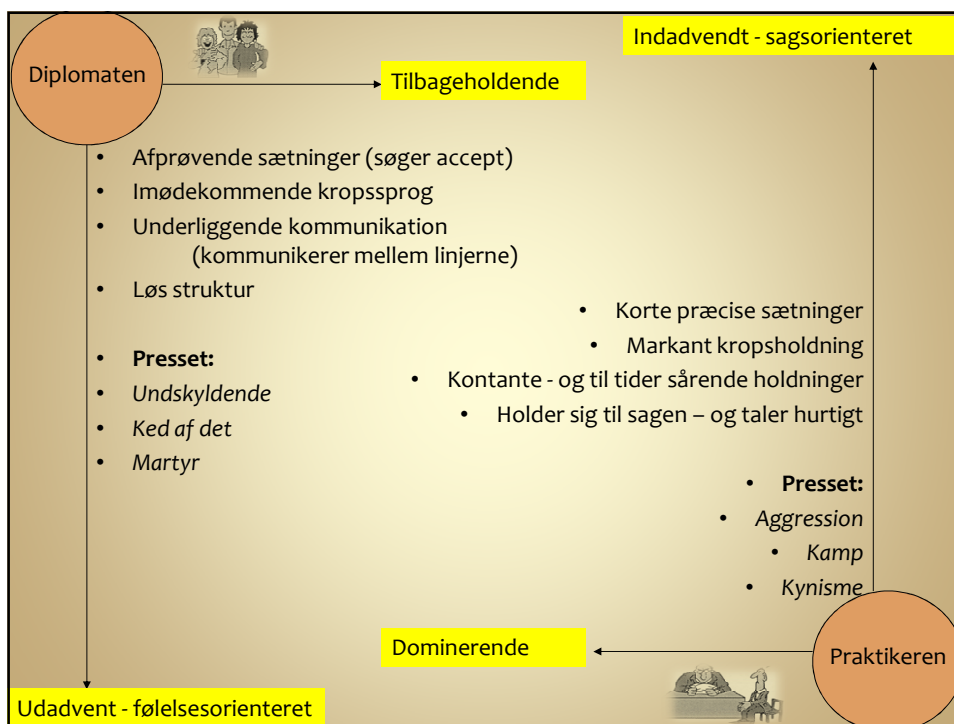 Diplomaten
Indadvendt - sagsorienteret
Tilbageholdende
• Afprøvende sætninger (søger accept)
• Imødekommende kropssprog
• Underliggende kommunikation
(kommunikerer mellem linjerne)
• Løs struktur
• Presset:
• Undskyldende
• Ked af det
• Martyr
• Korte præcise sætninger
• Markant kropsholdning
• Kontante - og til tider sårende holdninger
• Holder sig til sagen – og taler hurtigt
• Presset:
• Aggression
• Kamp
• Kynisme
Dominerende
Praktikeren
Udadvent - følelsesorienteret